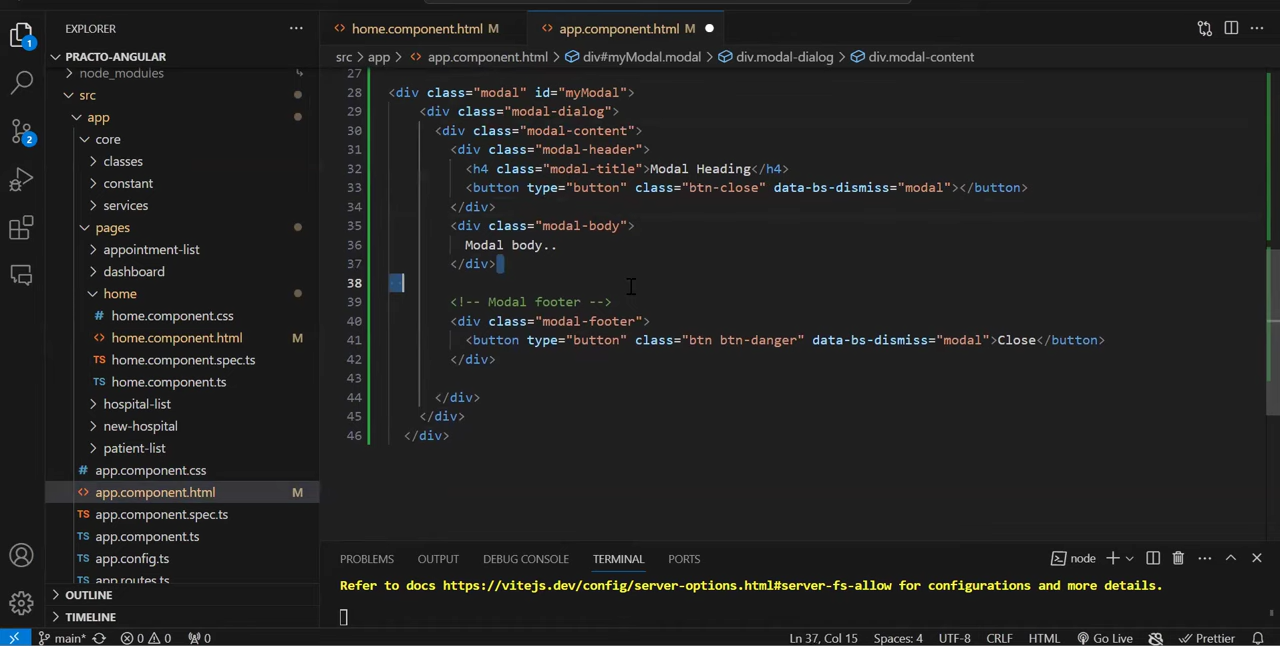 EXPLORER
home.component.html M
app.component.html M
PRACTO-ANGULAR
src > app > app.component.html > div#myModal.modal > div.modal-dialog > div.modal-content
node_modules
src
app
core
classes
constant
services
pages
appointment-list
dashboard
home
home.component.css
home.component.html M
home.component.spec.ts
home.component.ts
hospital-list
new-hospital
patient-list
app.component.css
app.component.html M
app.component.spec.ts
app.component.ts
app.config.ts
app.routes.ts
OUTLINE
TIMELINE
27
28 <div class="modal" id="myModal">
29 <div class="modal-dialog">
30 <div class="modal-content">
31 <div class="modal-header">
32 <h4 class="modal-title">Modal Heading</h4>
33 <button type="button" class="btn-close" data-bs-dismiss="modal"></button>
34 </div>
35 <div class="modal-body">
36 Modal body..
37 </div>
38
39 <!-- Modal footer -->
40 <div class="modal-footer">
41 <button type="button" class="btn btn-danger" data-bs-dismiss="modal">Close</button>
42 </div>
43
44 </div>
45 </div>
46 </div>
PROBLEMS OUTPUT DEBUG CONSOLE TERMINAL PORTS
node
Refer to docs https://vitejs.dev/config/server-options.html#server-fs-allow for configurations and more details.
1
2
main* 0 0 0
Ln 37, Col 15 Spaces: 4 UTF-8 CRLF HTML Go Live Prettier